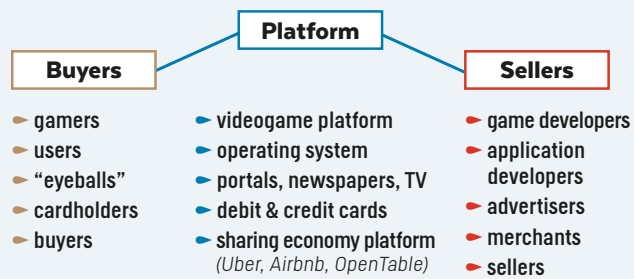 Platform
Buyers
Sellers
gamers
users
“eyeballs”
cardholders
buyers
videogame platform
operating system
portals, newspapers, TV
debit & credit cards
sharing economy platform
(Uber, Airbnb, OpenTable)
game developers
application
developers
advertisers
merchants
sellers